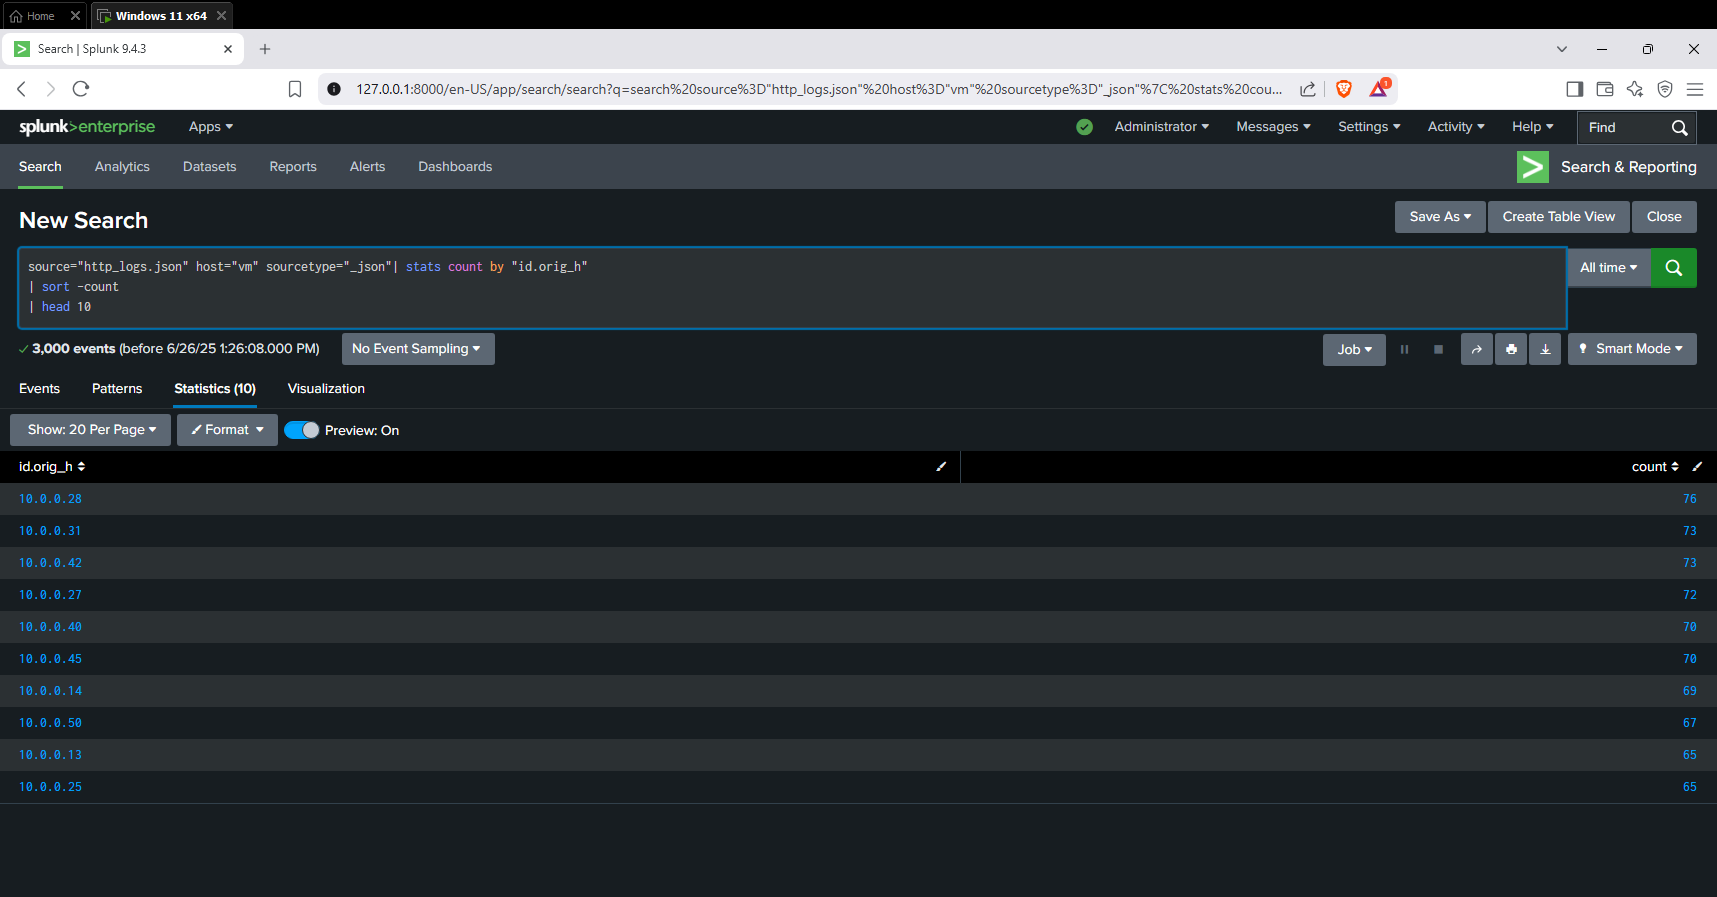 Home
Windows 11 x64
Search | Splunk 9.4.3
127.0.0.1:8000/en-US/app/search/search?q=search%20source%3D"http_logs.json"%20host%3D"vm"%20sourcetype%3D"_json"%7C%20stats%20cou...
1
splunk>enterprise Apps Administrator Messages Settings Activity Help Find
Search Analytics Datasets Reports Alerts Dashboards Search & Reporting
New Search Save As Create Table View Close
source="http_logs.json" host="vm" sourcetype="_json"| stats count by "id.orig_h"
| sort -count
| head 10
All time
3,000 events (before 6/26/25 1:26:08.000 PM) No Event Sampling Job Smart Mode
Events Patterns Statistics (10) Visualization
Show: 20 Per Page Format Preview: On
id.orig_h count
10.0.0.28 76
10.0.0.31 73
10.0.0.42 73
10.0.0.27 72
10.0.0.40 70
10.0.0.45 70
10.0.0.14 69
10.0.0.50 67
10.0.0.13 65
10.0.0.25 65